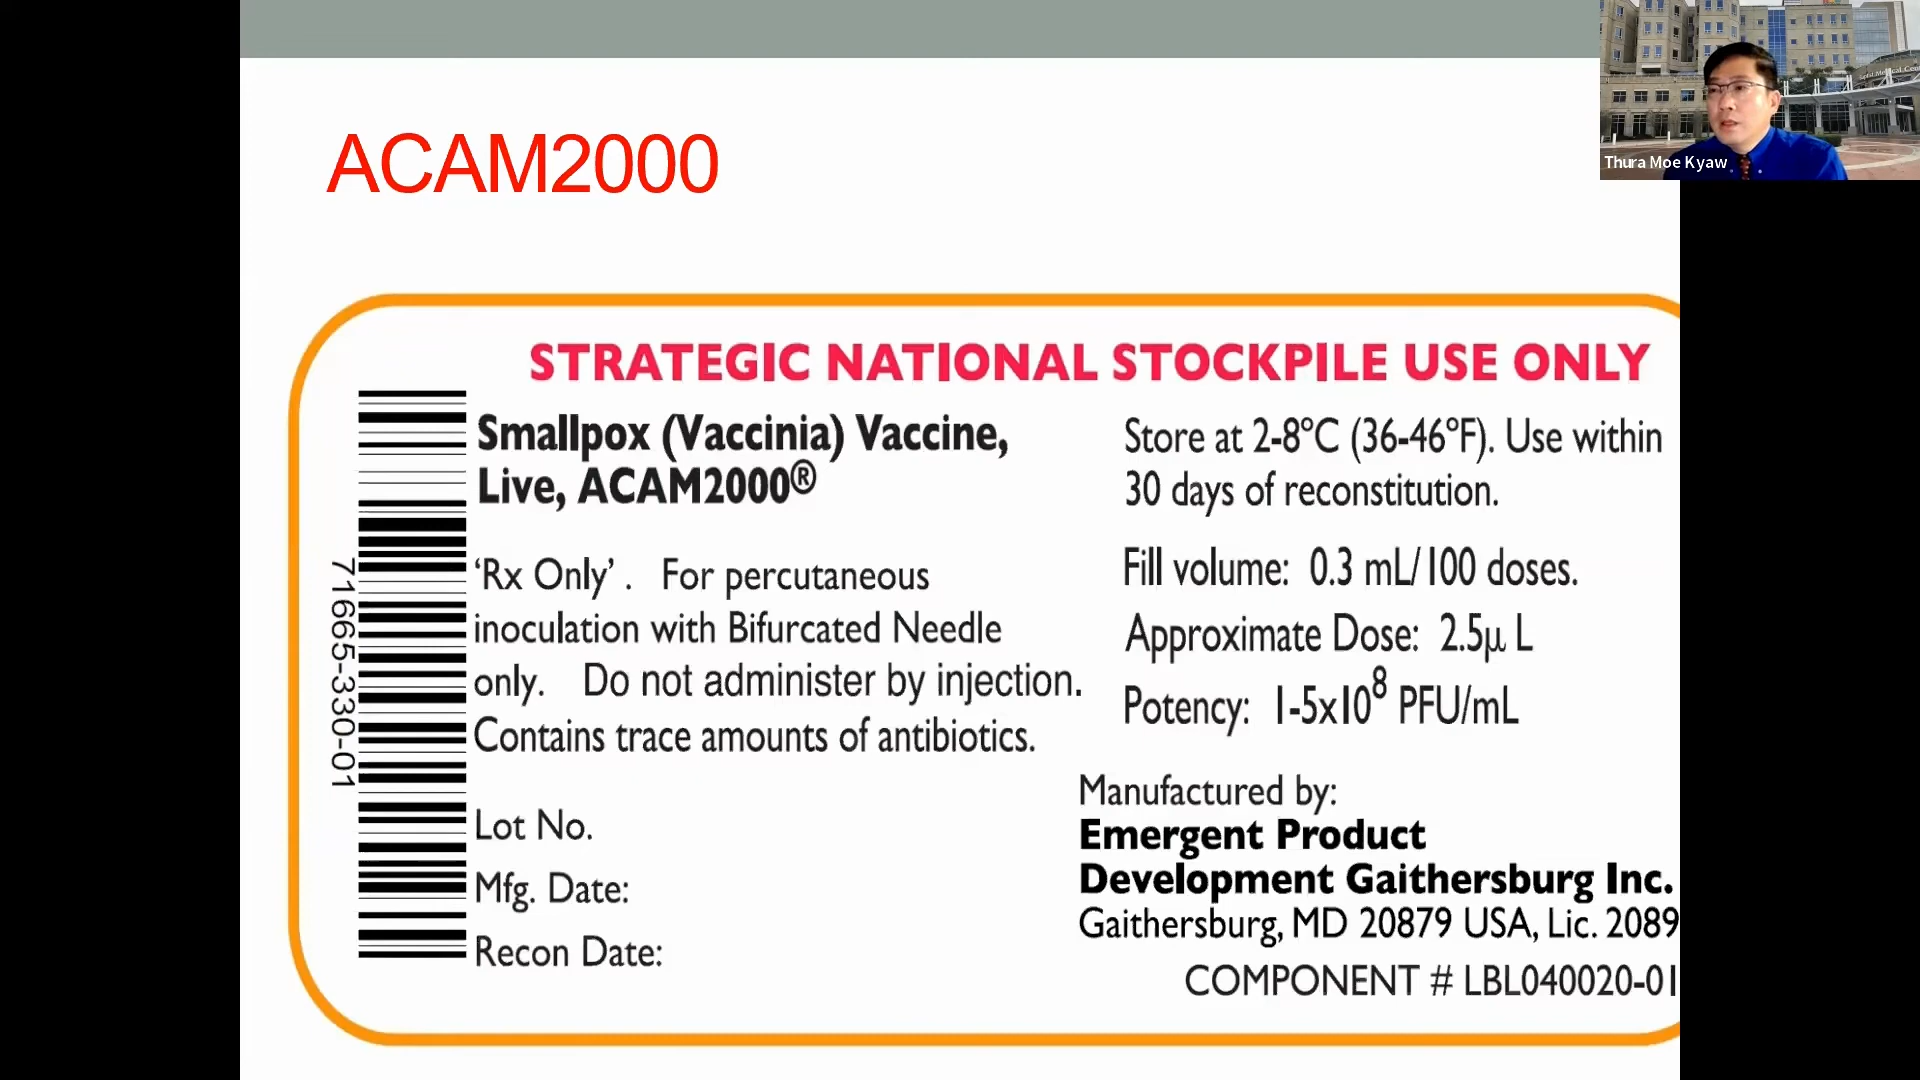 ACAM2000
Thura Moe Kyaw
STRATEGIC NATIONAL STOCKPILE USE ONLY
71665-330-01
Smallpox (Vaccinia) Vaccine,
Live, ACAM2000®
'Rx Only' . For percutaneous
inoculation with Bifurcated Needle
only. Do not administer by injection.
Contains trace amounts of antibiotics.
Lot No.
Mfg. Date:
Recon Date:
Store at 2-8°C (36-46°F). Use within
30 days of reconstitution.
Fill volume: 0.3 mL/100 doses.
Approximate Dose: 2.5µ L
Potency: 1-5x10⁸ PFU/mL
Manufactured by:
Emergent Product
Development Gaithersburg Inc.
Gaithersburg, MD 20879 USA, Lic. 2089
COMPONENT # LBL040020-01